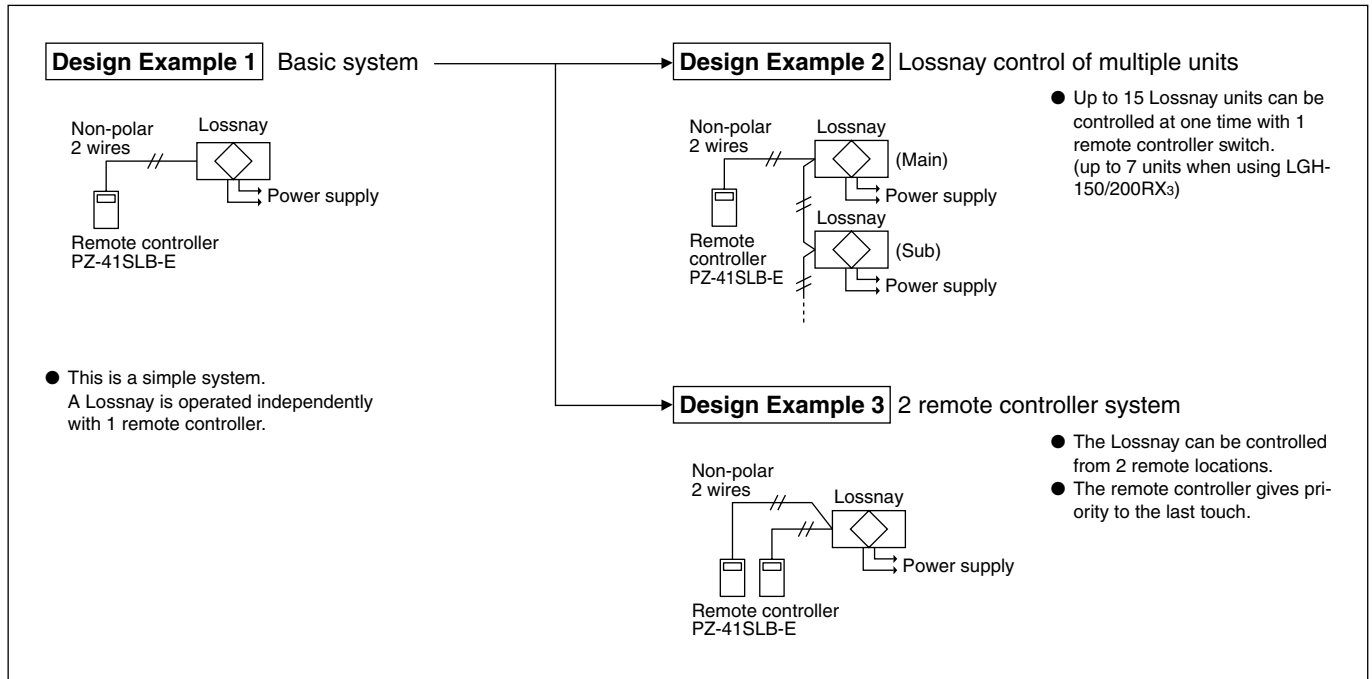 Design Example 1 Basic system
Non-polar
2 wires
Lossnay
Power supply
Remote controller
PZ-41SLB-E
● This is a simple system.
A Lossnay is operated independently
with 1 remote controller.
Design Example 2 Lossnay control of multiple units
Non-polar
2 wires
Lossnay
(Main)
Power supply
Lossnay
(Sub)
Power supply
Remote
controller
PZ-41SLB-E
● Up to 15 Lossnay units can be
controlled at one time with 1
remote controller switch.
(up to 7 units when using LGH-
150/200RX3)
Design Example 3 2 remote controller system
Non-polar
2 wires
Lossnay
Power supply
Remote controller
PZ-41SLB-E
● The Lossnay can be controlled
from 2 remote locations.
● The remote controller gives pri-
ority to the last touch.